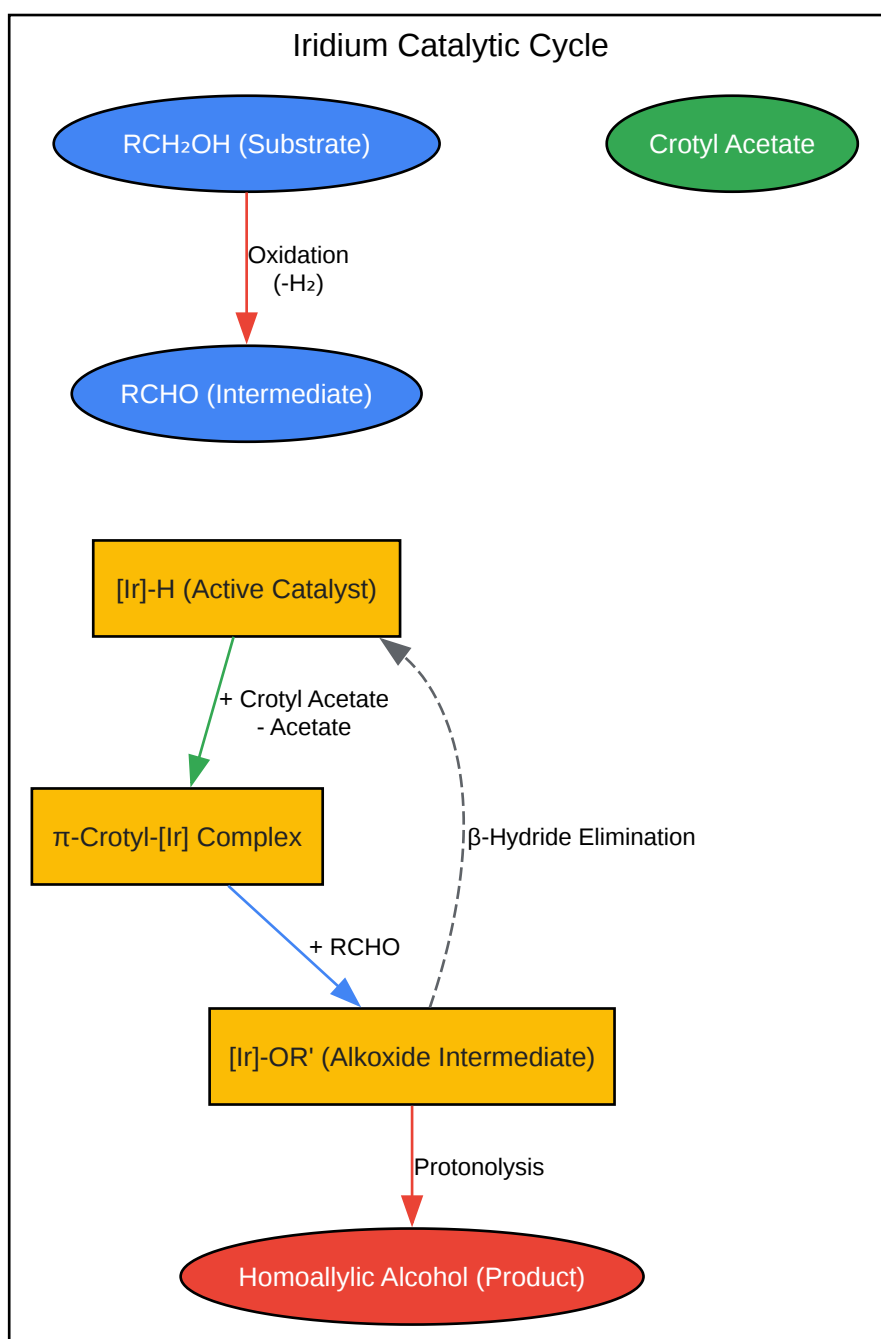 Iridium Catalytic Cycle
RCH₂OH (Substrate)
Crotyl Acetate
Oxidation
(-H₂)
RCHO (Intermediate)
[Ir]-H (Active Catalyst)
+ Crotyl Acetate
- Acetate
π-Crotyl-[Ir] Complex
β-Hydride Elimination
+ RCHO
[Ir]-OR' (Alkoxide Intermediate)
Protonolysis
Homoallylic Alcohol (Product)